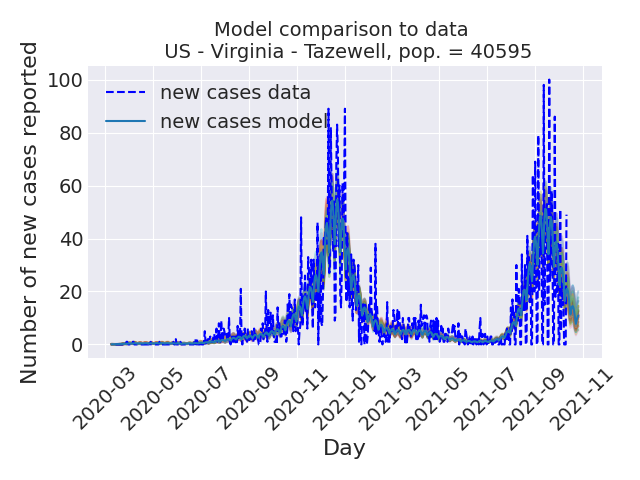 Model comparison to data
US - Virginia - Tazewell, pop. = 40595
Number of new cases reported
100
80
60
40
20
0
new cases data
new cases model
2020-03
2020-05
2020-07
2020-09
2020-11
2021-01
2021-03
2021-05
2021-07
2021-09
2021-11
Day